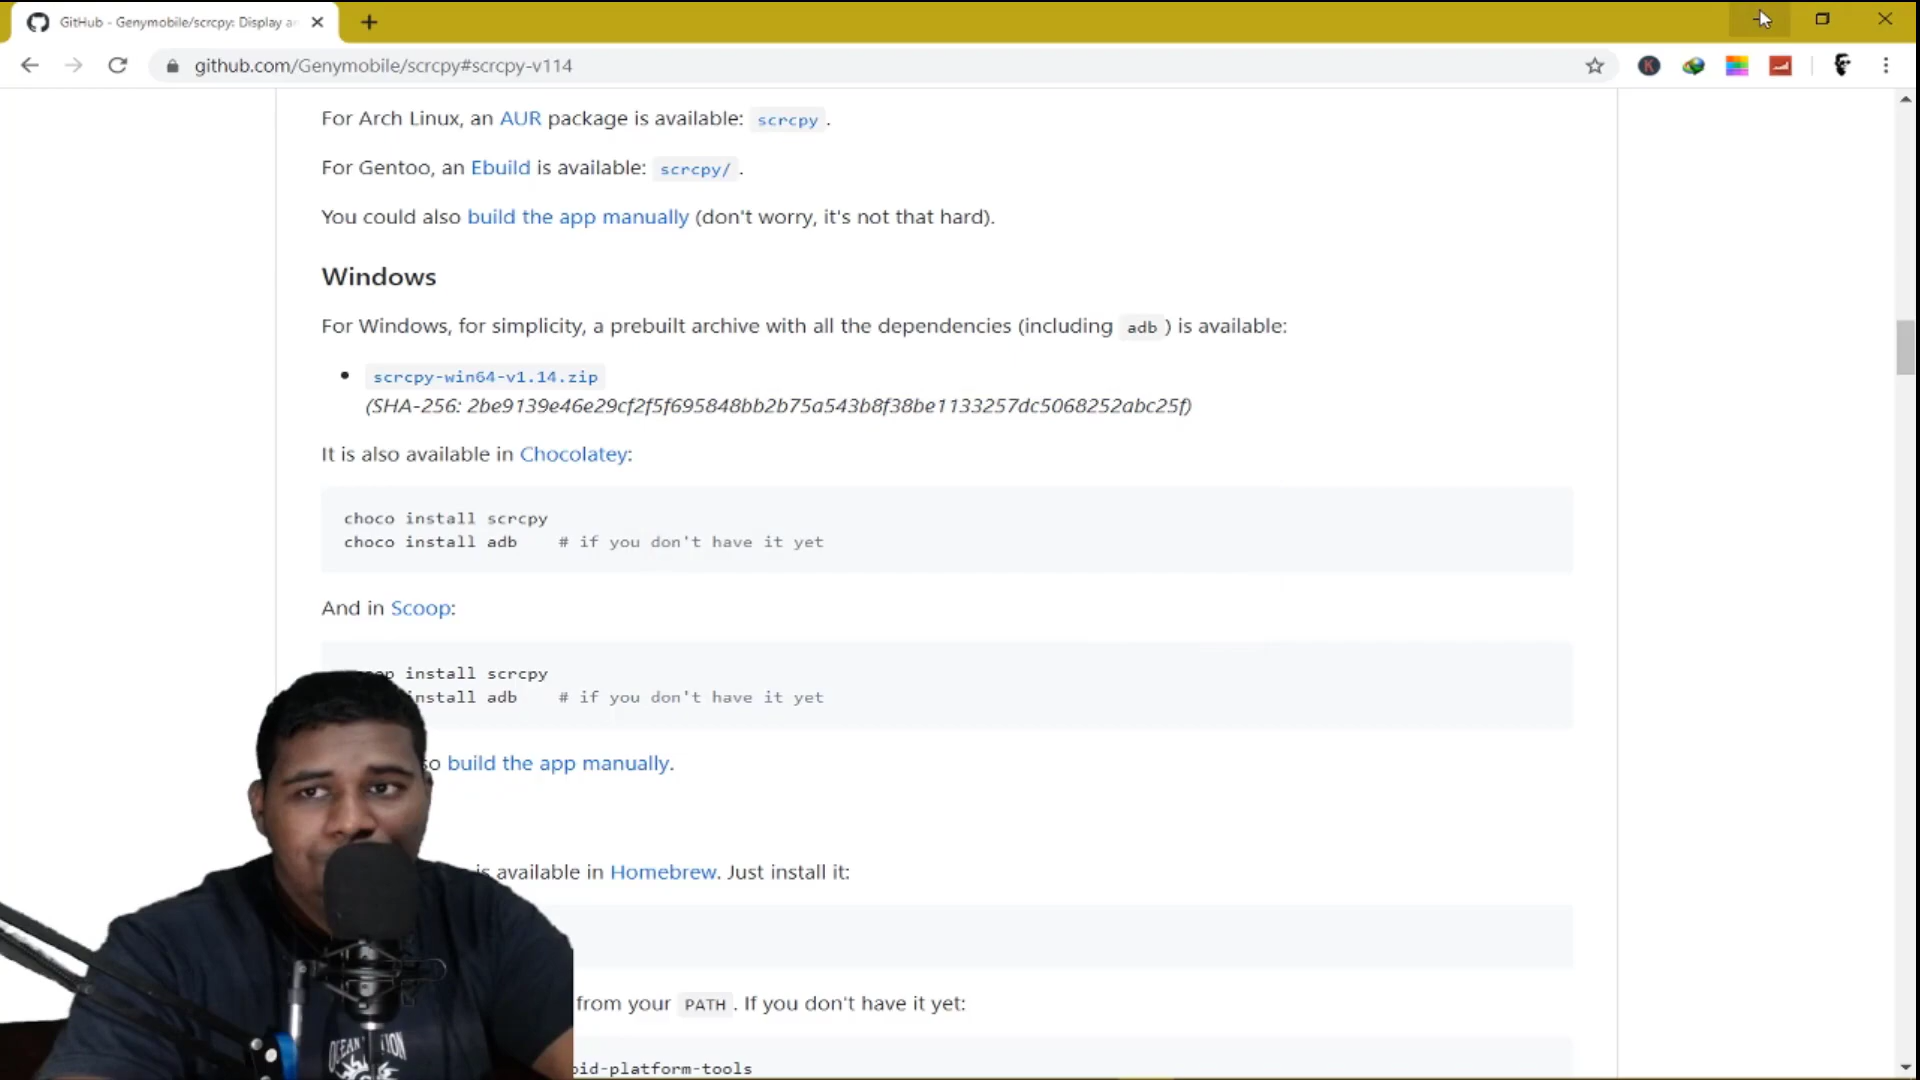 GitHub - Genymobile/scrcpy: Display an
github.com/Genymobile/scrcpy#scrcpy-v114
K
For Arch Linux, an AUR package is available: scrcpy .
For Gentoo, an Ebuild is available: scrcpy/ .
You could also build the app manually (don't worry, it's not that hard).
Windows
For Windows, for simplicity, a prebuilt archive with all the dependencies (including adb ) is available:
scrcpy-win64-v1.14.zip
(SHA-256: 2be9139e46e29cf2f5f695848bb2b75a543b8f38be1133257dc5068252abc25f)
It is also available in Chocolatey:
choco install scrcpy
choco install adb # if you don't have it yet
And in Scoop:
install scrcpy
install adb # if you don't have it yet
build the app manually.
is available in Homebrew. Just install it:
from your PATH. If you don't have it yet:
oid-platform-tools